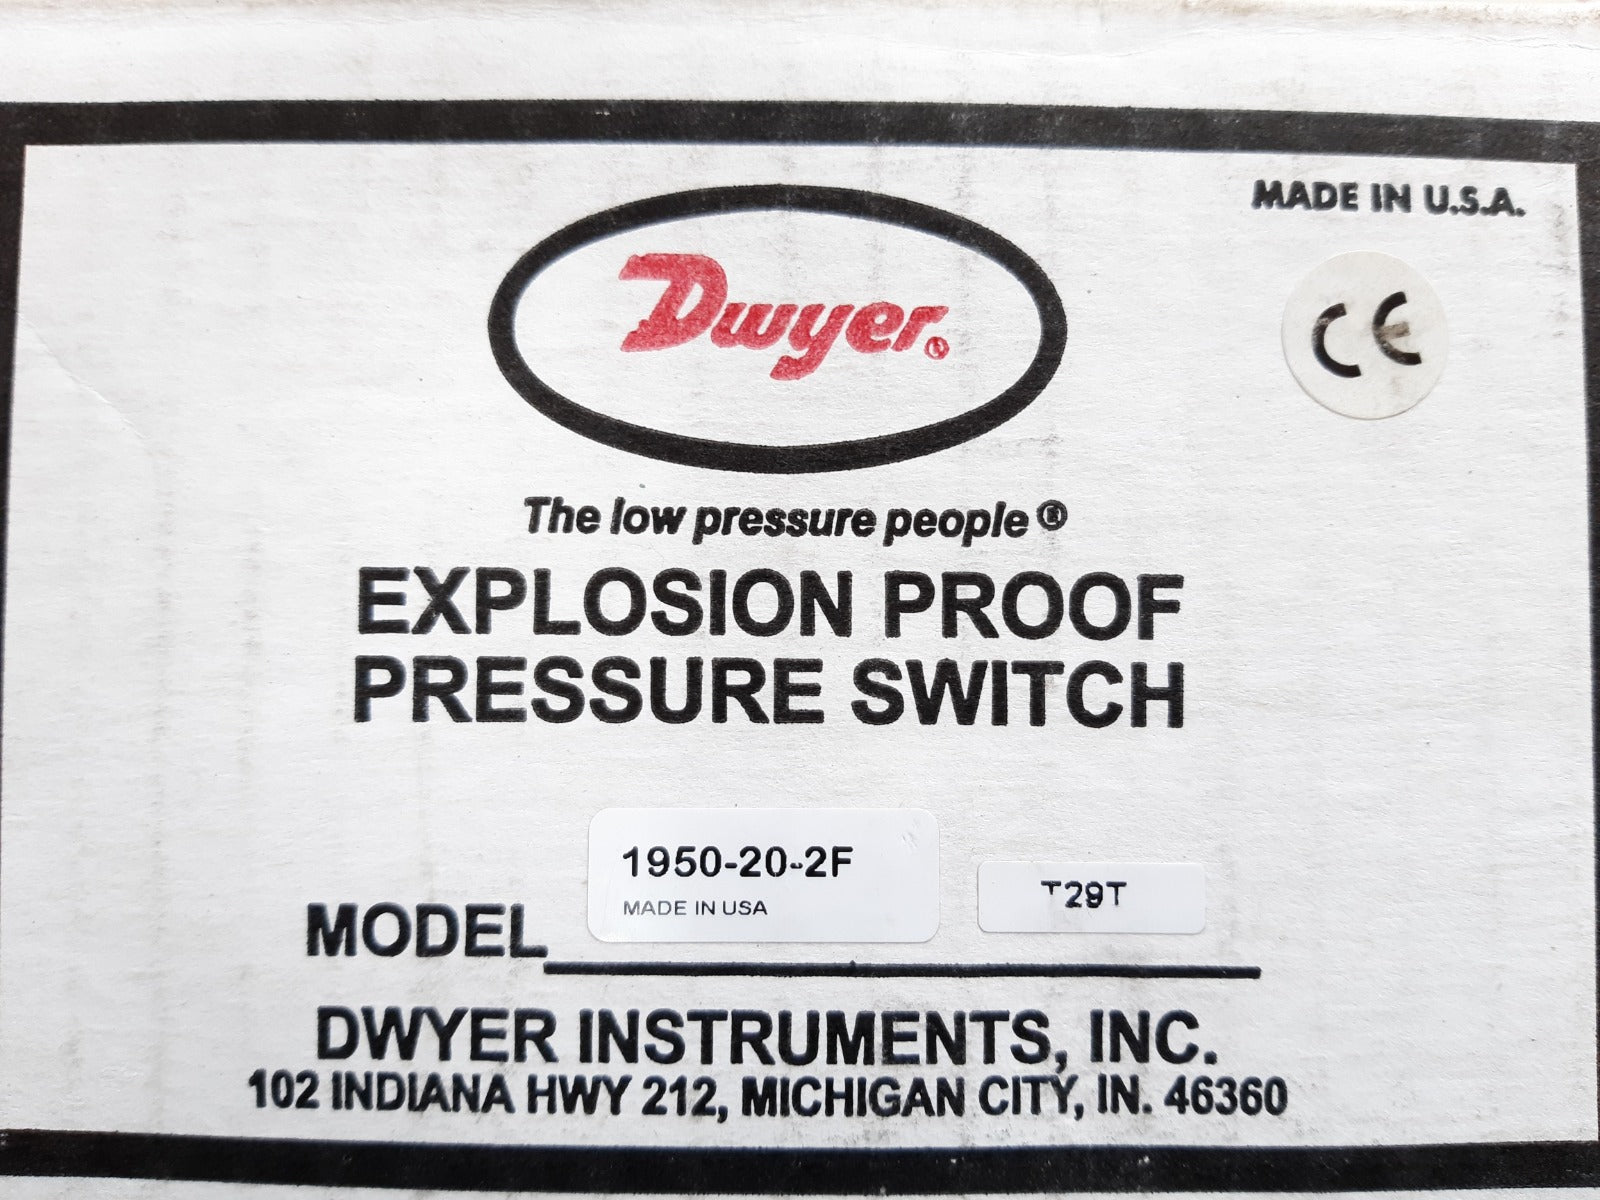 MADE IN U.S.A.
Dwyer®
CE
The low pressure people®
EXPLOSION PROOF
PRESSURE SWITCH
1950-20-2F
MADE IN USA
T29T
MODEL
DWYER INSTRUMENTS, INC.
102 INDIANA HWY 212, MICHIGAN CITY, IN. 46360